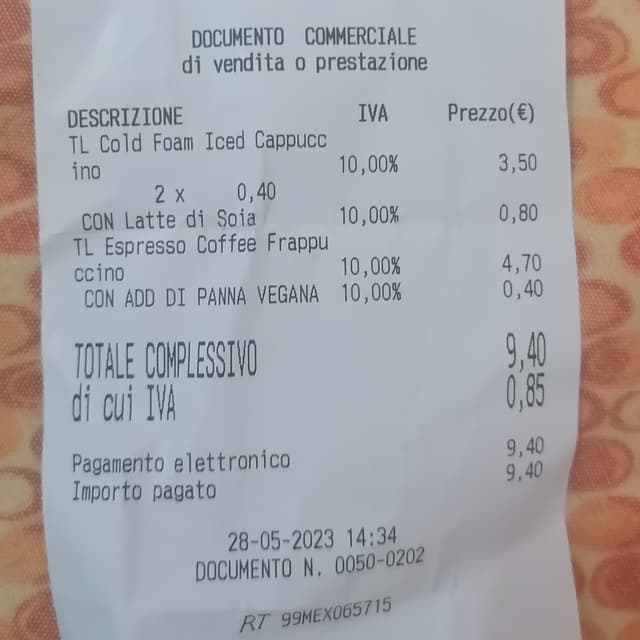 DOCUMENTO COMMERCIALE
di vendita o prestazione
DESCRIZIONE IVA Prezzo(€)
TL Cold Foam Iced Cappucc
ino 10,00% 3,50
2 x 0,40
CON Latte di Soia 10,00% 0,80
TL Espresso Coffee Frappu
ccino 10,00% 4,70
CON ADD DI PANNA VEGANA 10,00% 0,40
TOTALE COMPLESSIVO 9,40
di cui IVA 0,85
Pagamento elettronico 9,40
Importo pagato 9,40
28-05-2023 14:34
DOCUMENTO N. 0050-0202
RT 99MEX065715